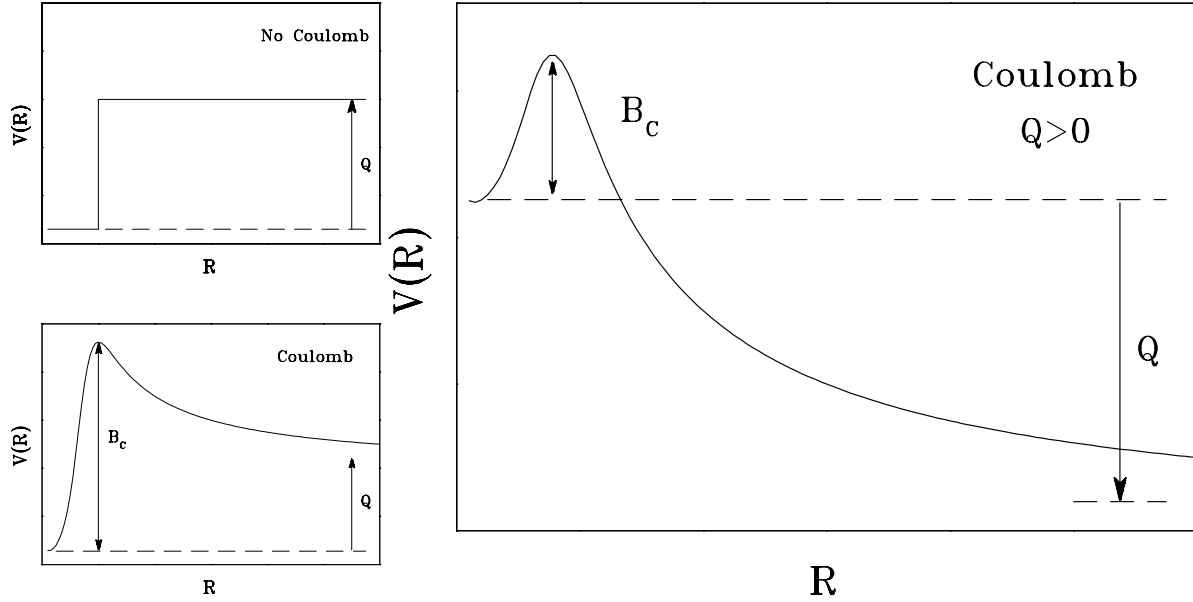 No Coulomb
V(R)
Q
R
Coulomb
V(R)
B_c
Q
R
Coulomb
Q>0
B_c
V(R)
Q
R